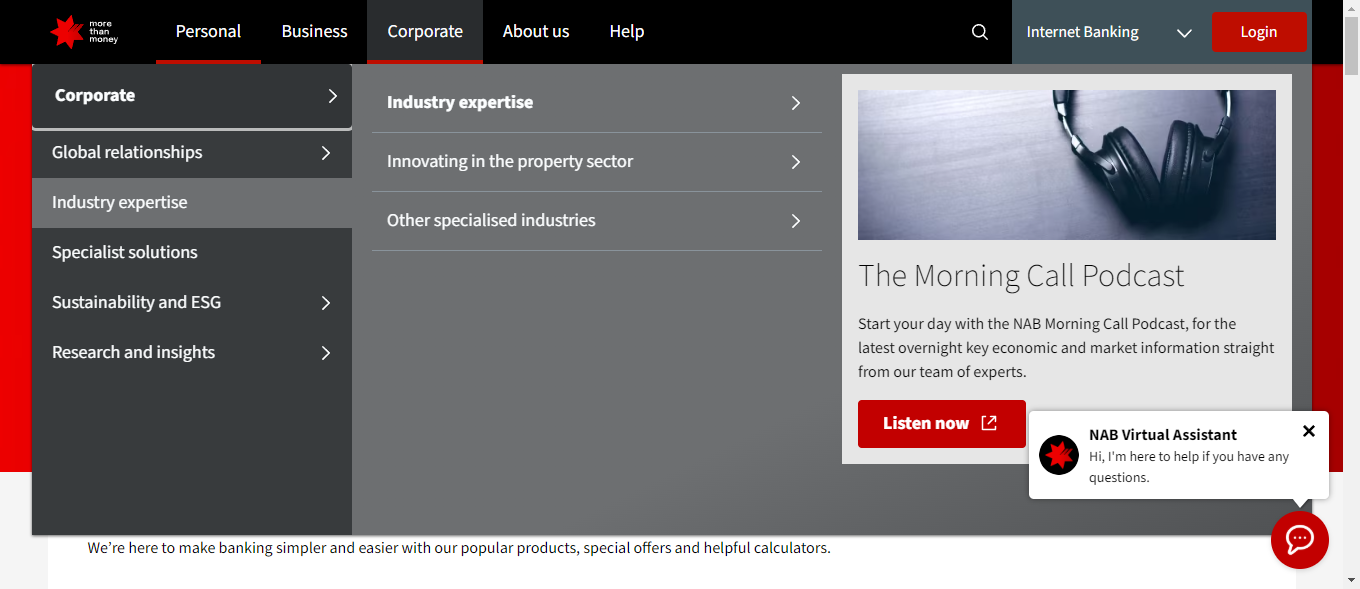 more
than
money
Personal
Business
Corporate
About us
Help
Internet Banking
Login
Corporate
Global relationships
Industry expertise
Specialist solutions
Sustainability and ESG
Research and insights
Industry expertise
Innovating in the property sector
Other specialised industries
The Morning Call Podcast
Start your day with the NAB Morning Call Podcast, for the
latest overnight key economic and market information straight
from our team of experts.
Listen now
NAB Virtual Assistant
Hi, I'm here to help if you have any
questions.
We’re here to make banking simpler and easier with our popular products, special offers and helpful calculators.